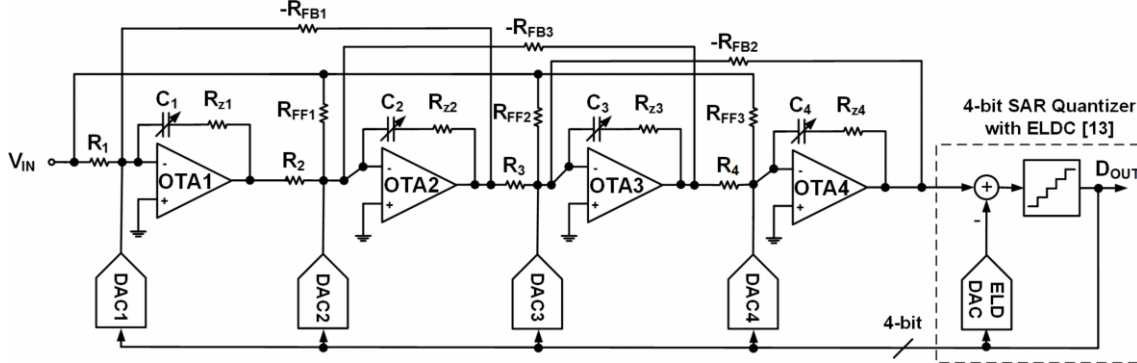 -RFB1
-RFB3
-RFB2
C1
Rz1
RFF1
C2
Rz2
RFF2
C3
Rz3
RFF3
C4
Rz4
4-bit SAR Quantizer
with ELDC [13]
VIN
R1
R2
R3
R4
DOUT
-
OTA1
+
-
OTA2
+
-
OTA3
+
-
OTA4
+
+
-
DAC1
DAC2
DAC3
DAC4
ELD
DAC
4-bit